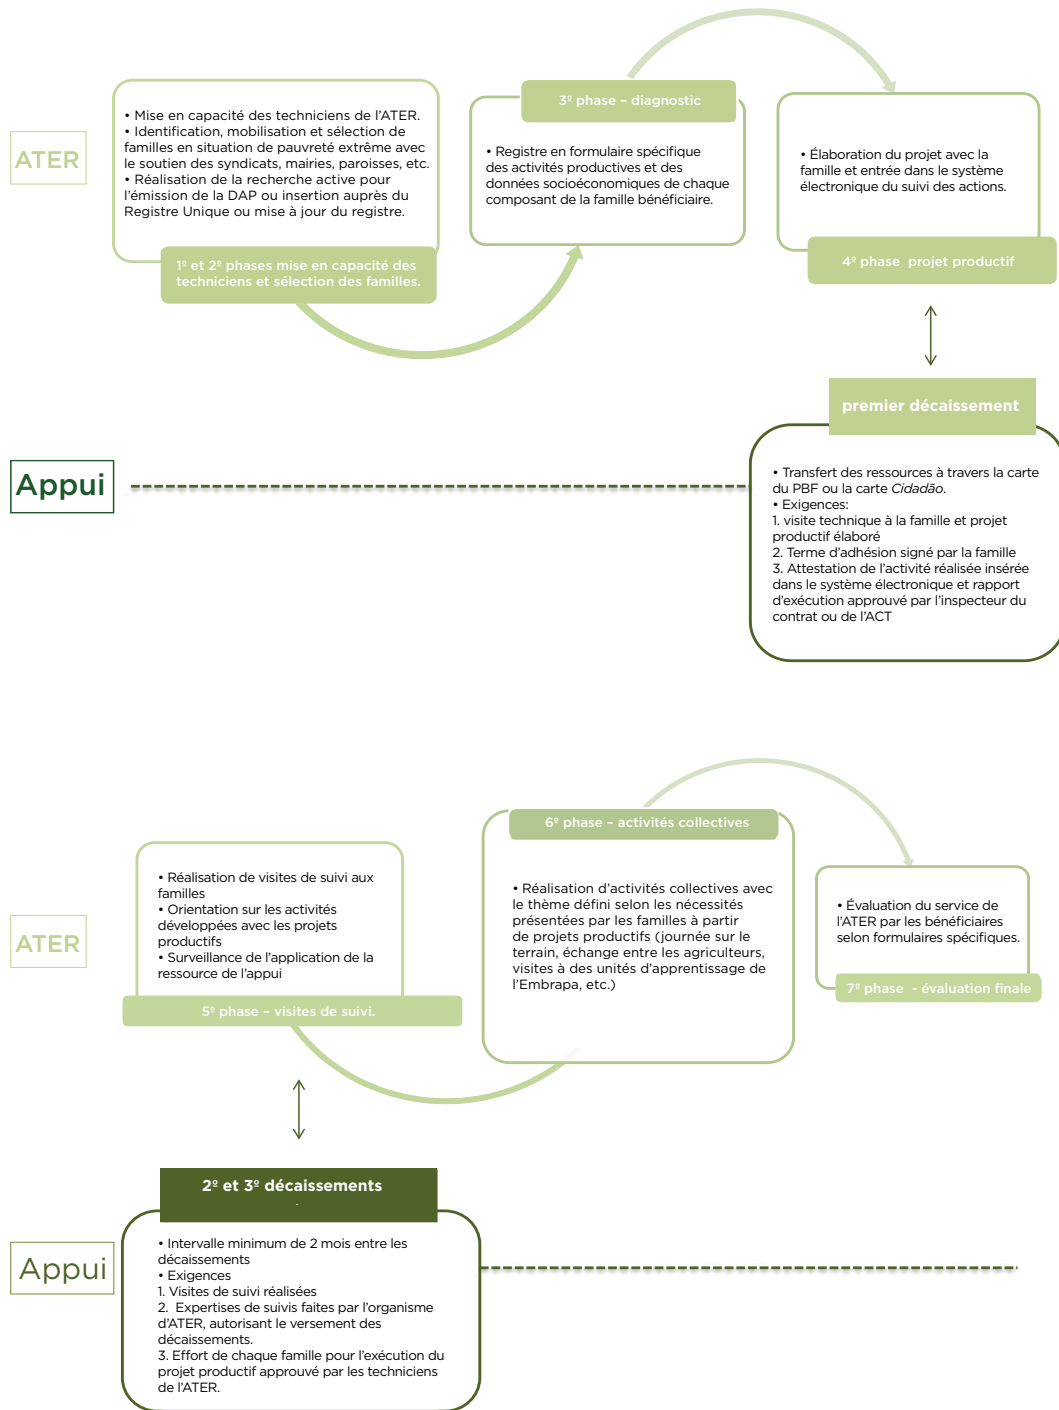 ATER
• Mise en capacité des techniciens de l’ATER.
• Identification, mobilisation et sélection de
familles en situation de pauvreté extrême avec
le soutien des syndicats, mairies, paroisses, etc.
• Réalisation de la recherche active pour
l’émission de la DAP ou insertion auprès du
Registre Unique ou mise à jour du registre.
1º et 2º phases mise en capacité des
techniciens et sélection des familles.
3º phase – diagnostic
• Registre en formulaire spécifique
des activités productives et des
données socioéconomiques de chaque
composant de la famille bénéficiaire.
• Élaboration du projet avec la
famille et entrée dans le système
électronique du suivi des actions.
4º phase projet productif
Appui
premier décaissement
• Transfert des ressources à travers la carte
du PBF ou la carte Cidadão.
• Exigences:
1. visite technique à la famille et projet
productif élaboré
2. Terme d’adhésion signé par la famille
3. Attestation de l’activité réalisée insérée
dans le système électronique et rapport
d’exécution approuvé par l’inspecteur du
contrat ou de l’ACT
ATER
• Réalisation de visites de suivi aux
familles
• Orientation sur les activités
développées avec les projets
productifs
• Surveillance de l’application de la
ressource de l’appui
5º phase – visites de suivi.
6º phase – activités collectives
• Réalisation d’activités collectives avec
le thème défini selon les nécessités
présentées par les familles à partir
de projets productifs (journée sur le
terrain, échange entre les agriculteurs,
visites à des unités d’apprentissage de
l’Embrapa, etc.)
• Évaluation du service de
l’ATER par les bénéficiaires
selon formulaires spécifiques.
7º phase - évaluation finale
Appui
2º et 3º décaissements
.
• Intervalle minimum de 2 mois entre les
décaissements
• Exigences
1. Visites de suivi réalisées
2. Expertises de suivis faites par l’organisme
d’ATER, autorisant le versement des
décaissements.
3. Effort de chaque famille pour l’exécution du
projet productif approuvé par les techniciens
de l’ATER.